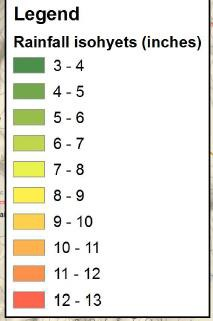 Legend
Rainfall isohyets (inches)
3 - 4
4 - 5
5 - 6
6 - 7
7 - 8
8 - 9
9 - 10
10 - 11
11 - 12
12 - 13